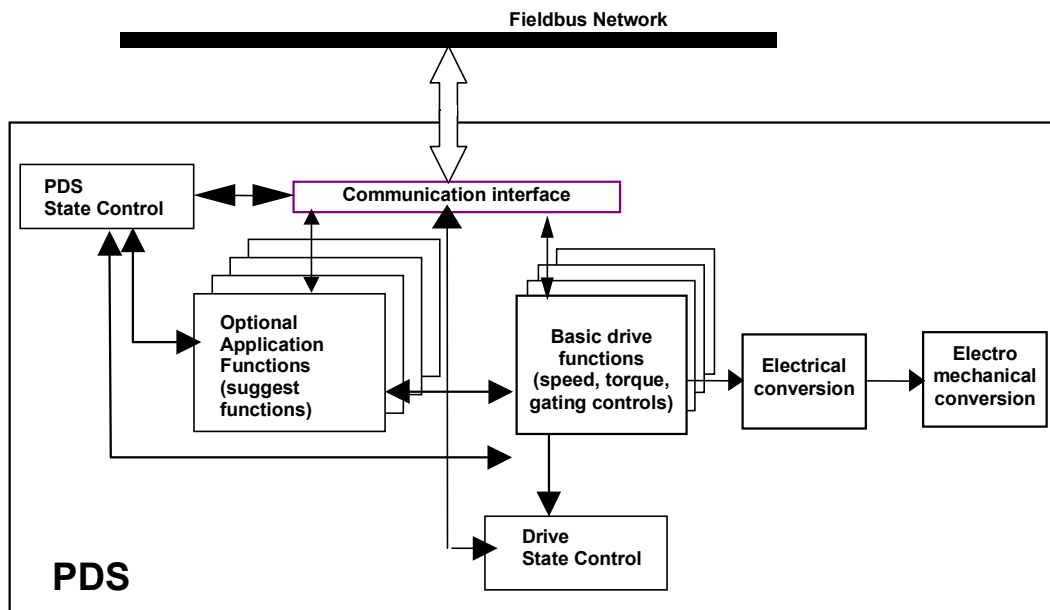 Fieldbus Network
PDS
State Control
Communication interface
Optional
Application
Functions
(suggest
functions)
Basic drive
functions
(speed, torque,
gating controls)
Electrical
conversion
Electro
mechanical
conversion
Drive
State Control
PDS